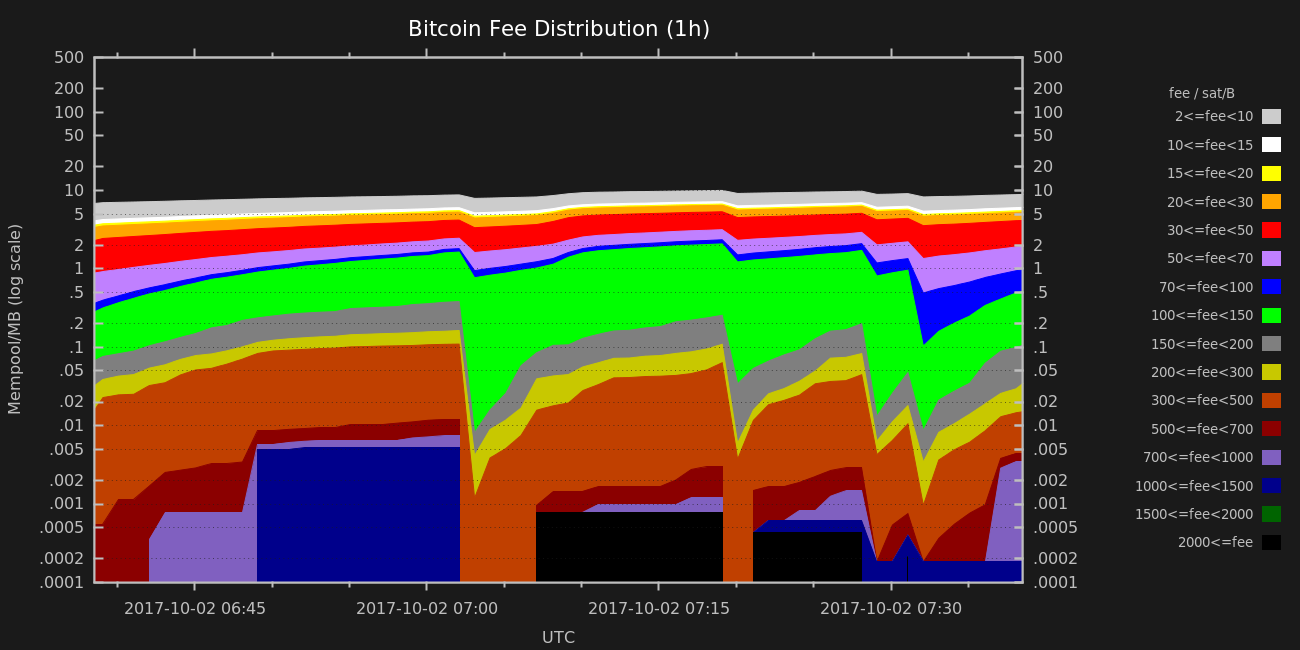 Bitcoin Fee Distribution (1h)
500 500
200 200
100 100
50 50
20 20
10 10
5 5
2 2
1 1
.5 .5
.2 .2
.1 .1
.05 .05
.02 .02
.01 .01
.005 .005
.002 .002
.001 .001
.0005 .0005
.0002 .0002
.0001 .0001
Mempool/MB (log scale)
2017-10-02 06:45 2017-10-02 07:00 2017-10-02 07:15 2017-10-02 07:30
UTC
fee / sat/B
2<=fee<10
10<=fee<15
15<=fee<20
20<=fee<30
30<=fee<50
50<=fee<70
70<=fee<100
100<=fee<150
150<=fee<200
200<=fee<300
300<=fee<500
500<=fee<700
700<=fee<1000
1000<=fee<1500
1500<=fee<2000
2000<=fee